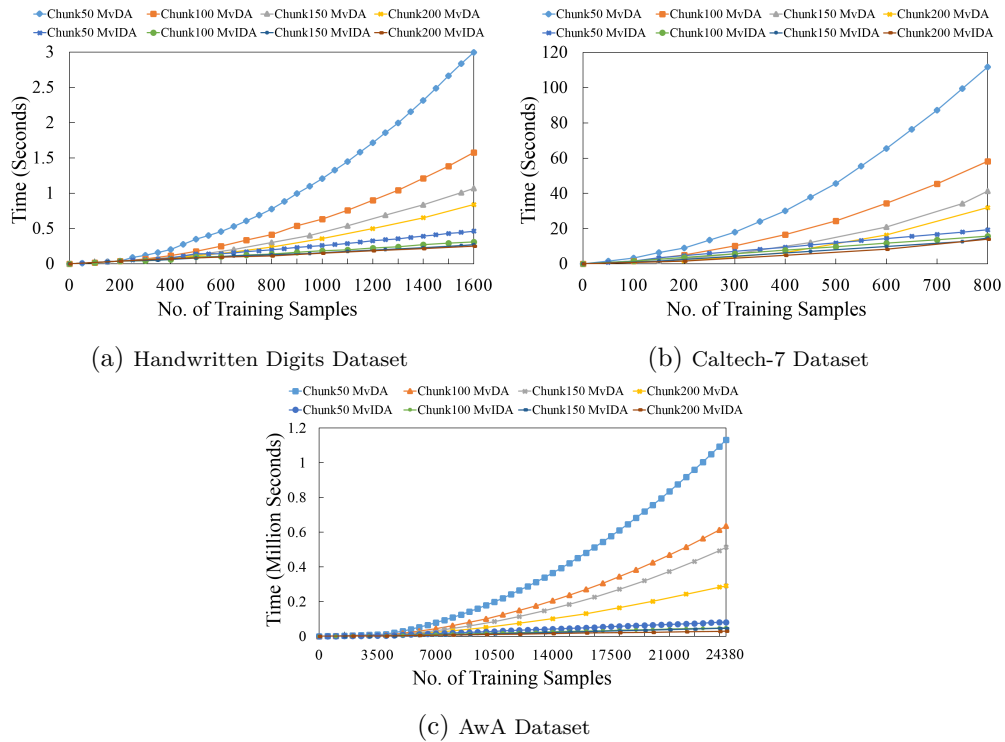 Chunk50 MvDA Chunk100 MvDA Chunk150 MvDA Chunk200 MvDA
Chunk50 MvIDA Chunk100 MvIDA Chunk150 MvIDA Chunk200 MvIDA
3
2.5
2
1.5
1
0.5
0
Time (Seconds)
0 200 400 600 800 1000 1200 1400 1600
No. of Training Samples
(a) Handwritten Digits Dataset
Chunk50 MvDA Chunk100 MvDA Chunk150 MvDA Chunk200 MvDA
Chunk50 MvIDA Chunk100 MvIDA Chunk150 MvIDA Chunk200 MvIDA
120
100
80
60
40
20
0
Time (Seconds)
0 100 200 300 400 500 600 700 800
No. of Training Samples
(b) Caltech-7 Dataset
Chunk50 MvDA Chunk100 MvDA Chunk150 MvDA Chunk200 MvDA
Chunk50 MvIDA Chunk100 MvIDA Chunk150 MvIDA Chunk200 MvIDA
1.2
1
0.8
0.6
0.4
0.2
0
Time (Million Seconds)
0 3500 7000 10500 14000 17500 21000 24380
No. of Training Samples
(c) AwA Dataset